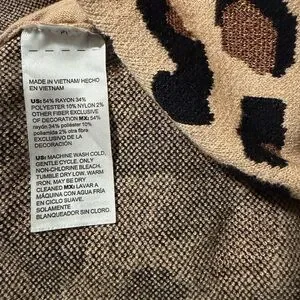 MADE IN VIETNAM/ HECHO
EN VIETNAM
US: 54% RAYON 34%
POLYESTER 10% NYLON 2%
OTHER FIBER EXCLUSIVE
OF DECORATION MX: 54%
rayón 34% poliéster 10%
poliamida 2% otra fibra
EXCLUSIVO DE LA
DECORACIÓN
US: MACHINE WASH COLD,
GENTLE CYCLE. ONLY
NON-CHLORINE BLEACH.
TUMBLE DRY LOW. WARM
IRON. MAY BE DRY
CLEANED MX: LAVAR A
MÁQUINA CON AGUA FRÍA
EN CICLO SUAVE.
SOLAMENTE
BLANQUEADOR SIN CLORO.